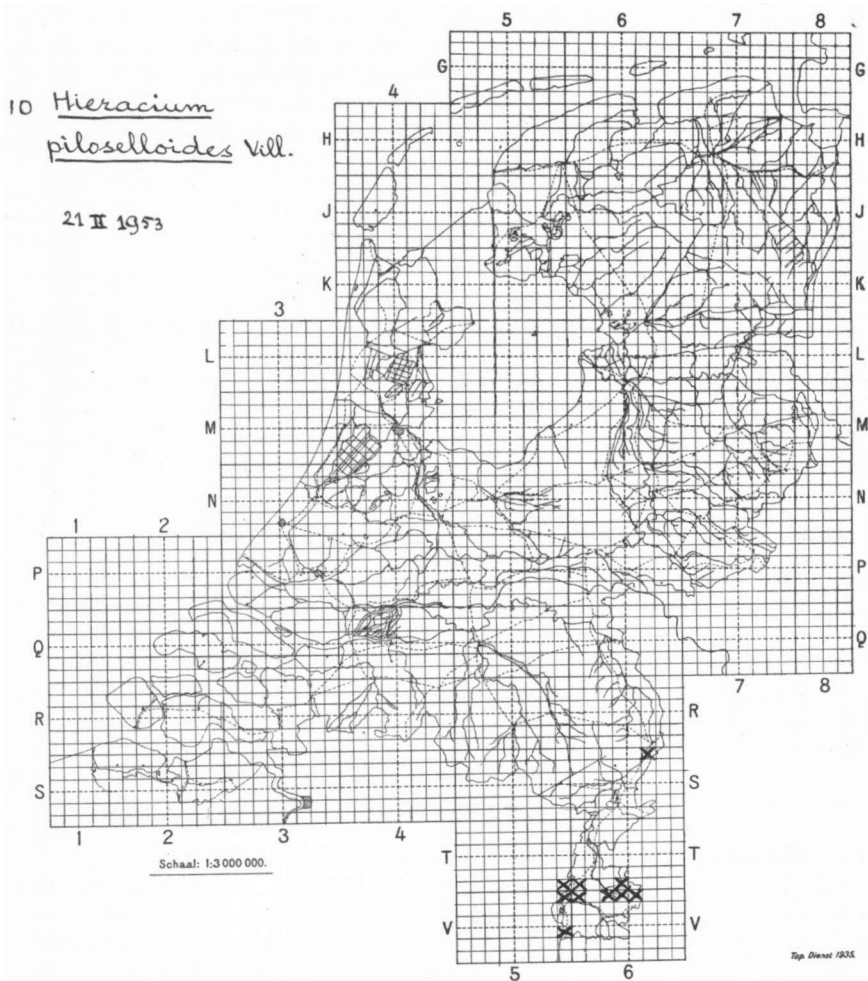 10 Hieracium
piloselloides Vill.
21 II 1953
5 6 7 8
G G
4
H H
J J
K K
3
L L
M M
N N
1 2
P P
Q Q
7 8
R R
S S
1 2 3 4
Schaal: 1:3 000 000.
T T
V V
5 6
Top. Dienst 1935.